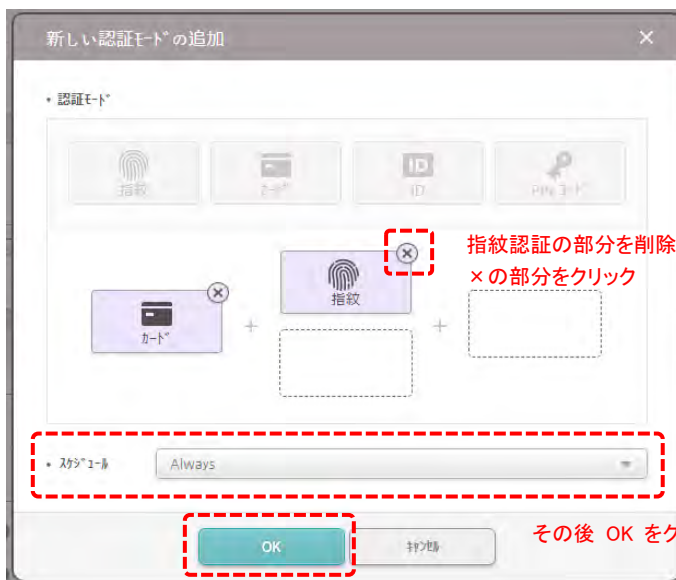 新しい認証ﾓｰﾄﾞの追加
• 認証ﾓｰﾄﾞ
指紋
ｶｰﾄﾞ
ID
ID
PIN ｺｰﾄﾞ
指紋認証の部分を削除
×の部分をクリック
指紋
ｶｰﾄﾞ
+
+
• ｽｹｼﾞｭｰﾙ
Always
OK
ｷｬﾝｾﾙ
その後 OK をク